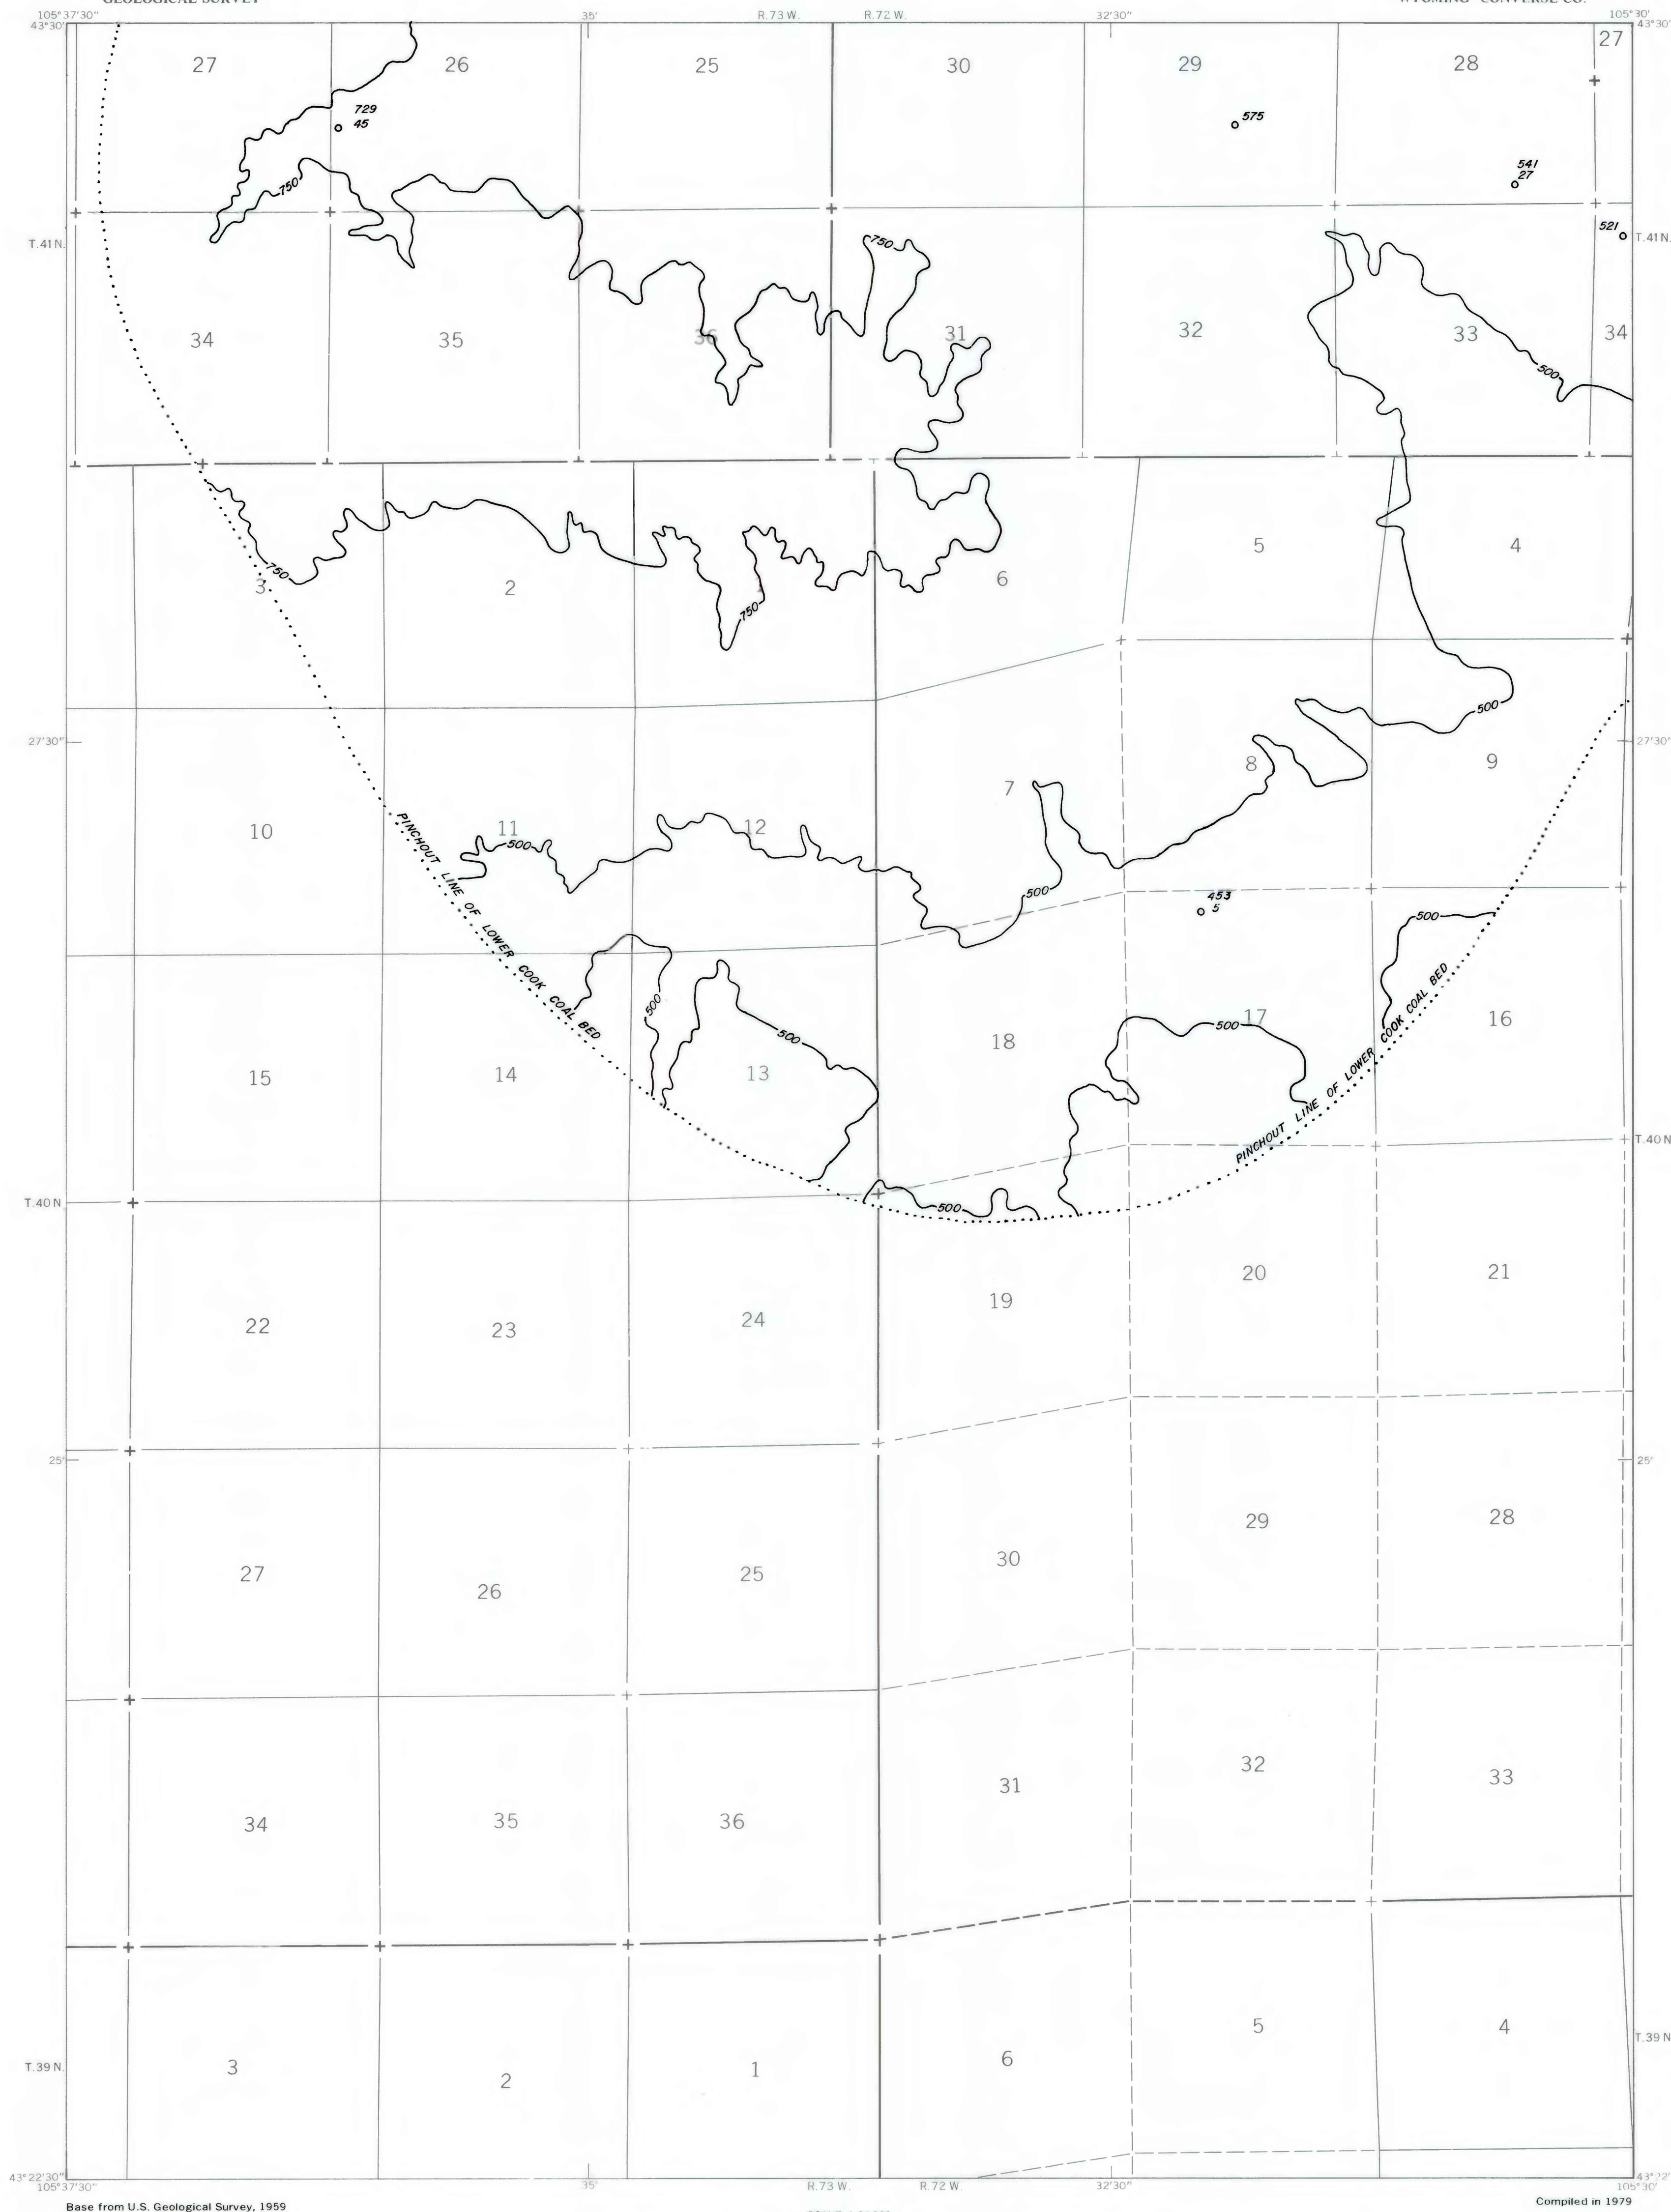 GEOLOGICAL SURVEY
WYOMING CONVERSE CO.
105°37'30" 35' R.73 W. R.72 W. 32'30" 105°30'
43°30' 43°30'
27
27 26 25 30 29 28
729
45
575
541
27
750
521
T.41 N. 750 T.41 N.
34 35 36 31 32 33 34
500
5 4
750 3 2 6
750
500
27'30" 27'30"
7 8 9
10 11 12
500
500
453
5
500
PINCHOUT LINE OF LOWER COOK COAL BED
500
500
18 500 17 16
15 14 13
PINCHOUT LINE OF LOWER COOK COAL BED
T.40 N
T.40 N 500
19 20 21
22 23 24
25' 25'
29 28
27 26 25 30
32 33
31
34 35 36
5 4
T.39 N
T.39 N. 3 2 1 6
43°22'30" 43°22'
105°37'30" 35' R.73 W. R.72 W. 32'30" 105°30'
Base from U.S. Geological Survey, 1959
Compiled in 1979